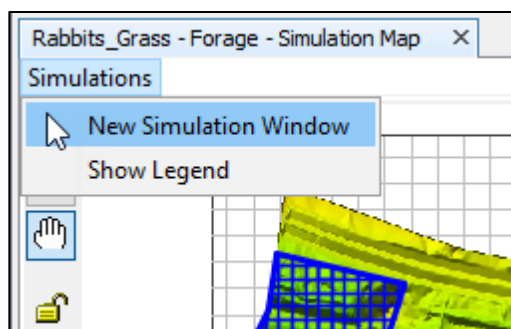 Rabbits_Grass - Forage - Simulation Map
Simulations
New Simulation Window
Show Legend